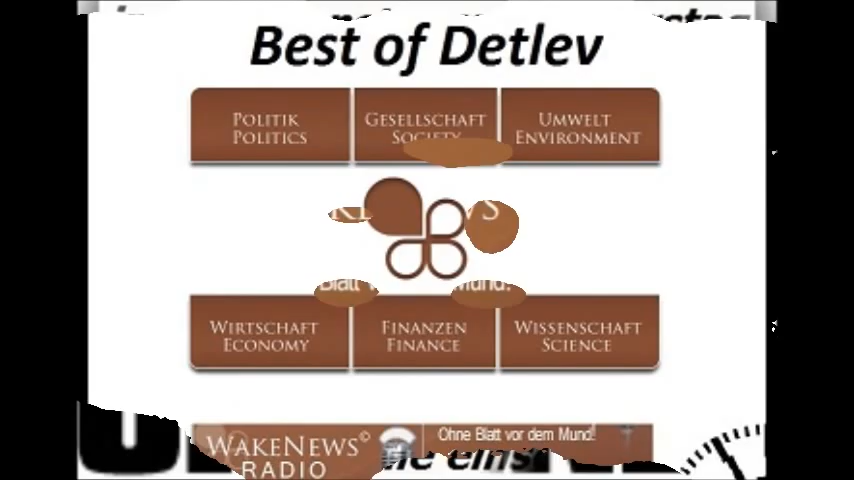 Best of Detlev
POLITIK
POLITICS
GESELLSCHAFT
SOCIETY
UMWELT
ENVIRONMENT
WIRTSCHAFT
ECONOMY
FINANZEN
FINANCE
WISSENSCHAFT
SCIENCE
WAKENEWS©
RADIO
Ohne Blatt vor dem Mund!